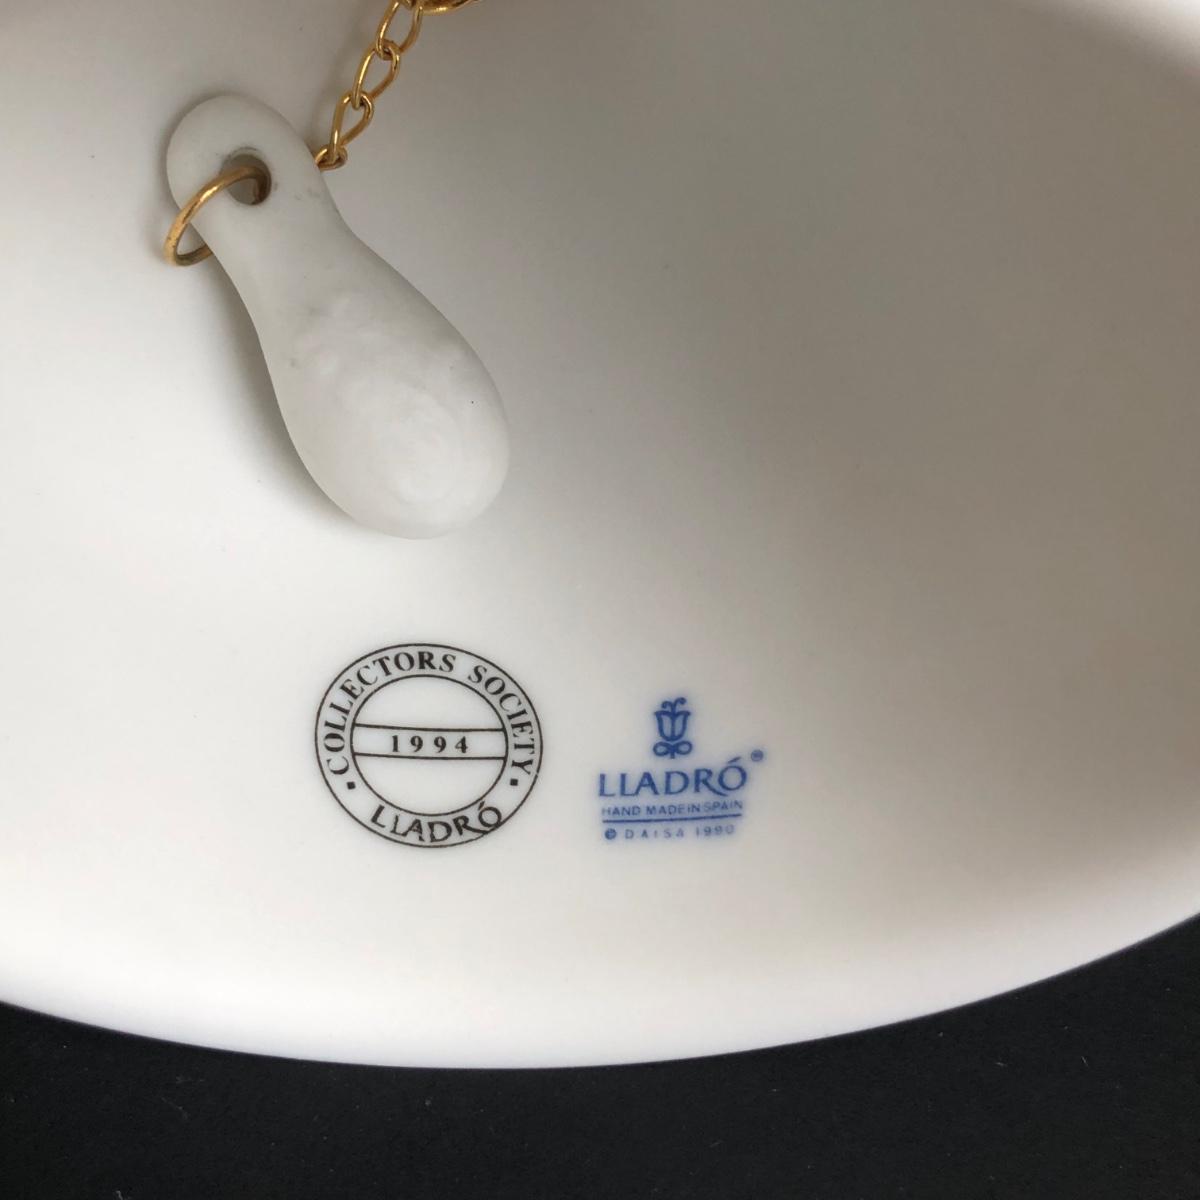 COLLECTORS SOCIETY
1994
LLADRÓ
LLADRÓ®
HAND MADE IN SPAIN
© DAISA 1990